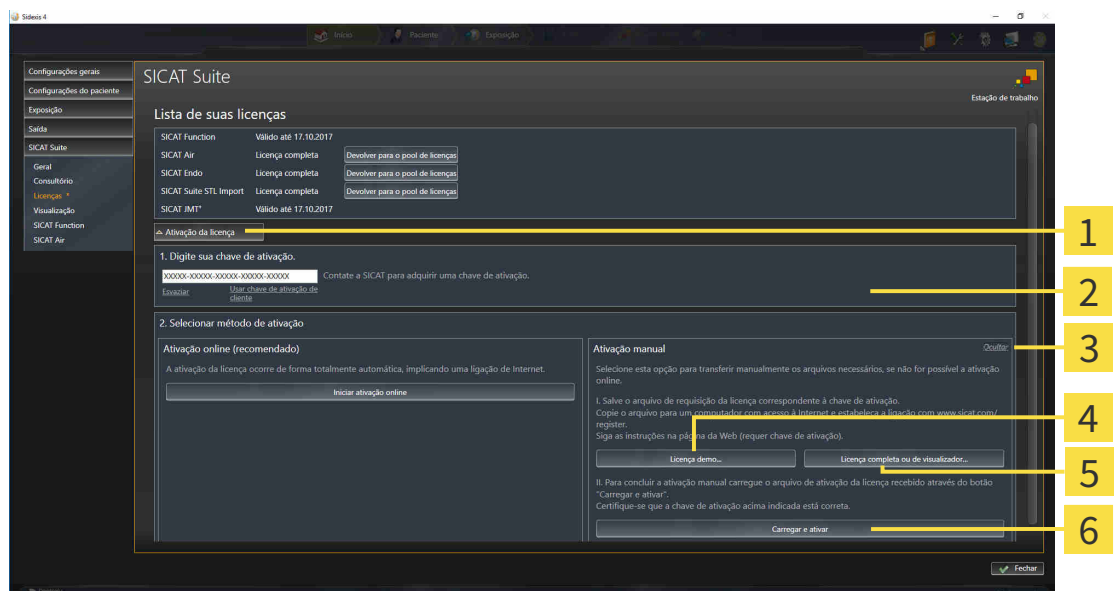 Sidexis 4
Início Paciente Exposição
Configurações gerais
Configurações do paciente
Exposição
Saída
SICAT Suite
Geral
Consultório
Licenças *
Visualização
SICAT Function
SICAT Air
SICAT Suite
Estação de trabalho
Lista de suas licenças
SICAT Function Válido até 17.10.2017
SICAT Air Licença completa Devolver para o pool de licenças
SICAT Endo Licença completa Devolver para o pool de licenças
SICAT Suite STL Import Licença completa Devolver para o pool de licenças
SICAT JMT+ Válido até 17.10.2017
Ativação da licença
1. Digite sua chave de ativação.
XXXXX-XXXXX-XXXXX-XXXXX-XXXXX Contate a SICAT para adquirir uma chave de ativação.
Esvaziar Usar chave de ativação de
cliente
2. Selecionar método de ativação
Ativação online (recomendado)
A ativação da licença ocorre de forma totalmente automática, implicando uma ligação de Internet.
Iniciar ativação online
Ativação manual Ocultar
Selecione esta opção para transferir manualmente os arquivos necessários, se não for possível a ativação
online.
I. Salve o arquivo de requisição da licença correspondente à chave de ativação.
Copie o arquivo para um computador com acesso à Internet e estabeleça a ligação com www.sicat.com/
register.
Siga as instruções na página da Web (requer chave de ativação).
Licença demo... Licença completa ou de visualizador...
II. Para concluir a ativação manual carregue o arquivo de ativação da licença recebido através do botão
"Carregar e ativar".
Certifique-se que a chave de ativação acima indicada está correta.
Carregar e ativar
Fechar
1
2
3
4
5
6